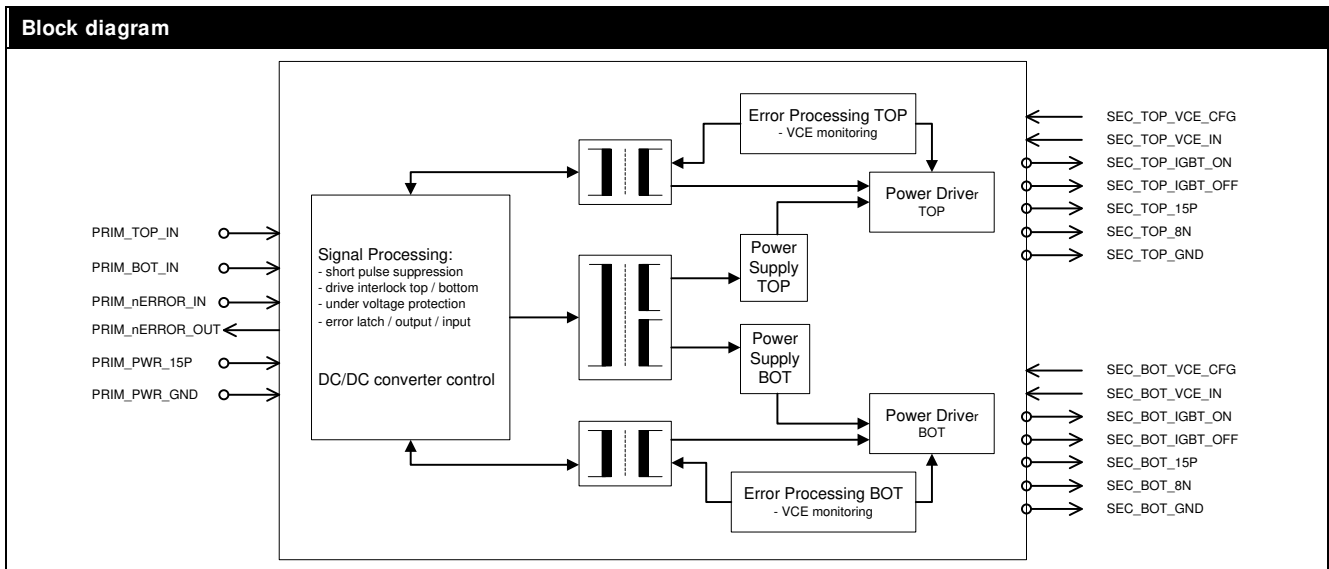 Block diagram
PRIM_TOP_IN
PRIM_BOT_IN
PRIM_nERROR_IN
PRIM_nERROR_OUT
PRIM_PWR_15P
PRIM_PWR_GND
Signal Processing:
- short pulse suppression
- drive interlock top / bottom
- under voltage protection
- error latch / output / input
DC/DC converter control
Error Processing TOP
- VCE monitoring
Power Driver
TOP
Power
Supply
TOP
Power
Supply
BOT
Power Driver
BOT
Error Processing BOT
- VCE monitoring
SEC_TOP_VCE_CFG
SEC_TOP_VCE_IN
SEC_TOP_IGBT_ON
SEC_TOP_IGBT_OFF
SEC_TOP_15P
SEC_TOP_8N
SEC_TOP_GND
SEC_BOT_VCE_CFG
SEC_BOT_VCE_IN
SEC_BOT_IGBT_ON
SEC_BOT_IGBT_OFF
SEC_BOT_15P
SEC_BOT_8N
SEC_BOT_GND